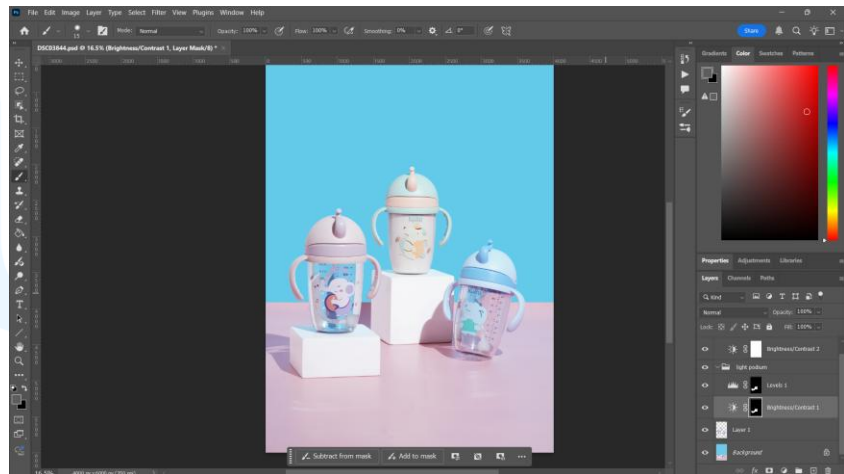 File Edit Image Layer Type Select Filter View Plugins Window Help
Mode: Normal Opacity: 100% Flow: 100% Smoothing: 0% 0° Share
DSC03844.psd @ 16.5% (Brightness/Contrast 1, Layer Mask/8) *
Gradients Color Swatches Patterns
Properties Adjustments Libraries
Layers Channels Paths
Kind
Normal Opacity: 100%
Lock: Fill: 100%
Brightness/Contrast 2
light podium
Levels 1
Brightness/Contrast 1
Layer 1
Background
Subtract from mask Add to mask
16.5%